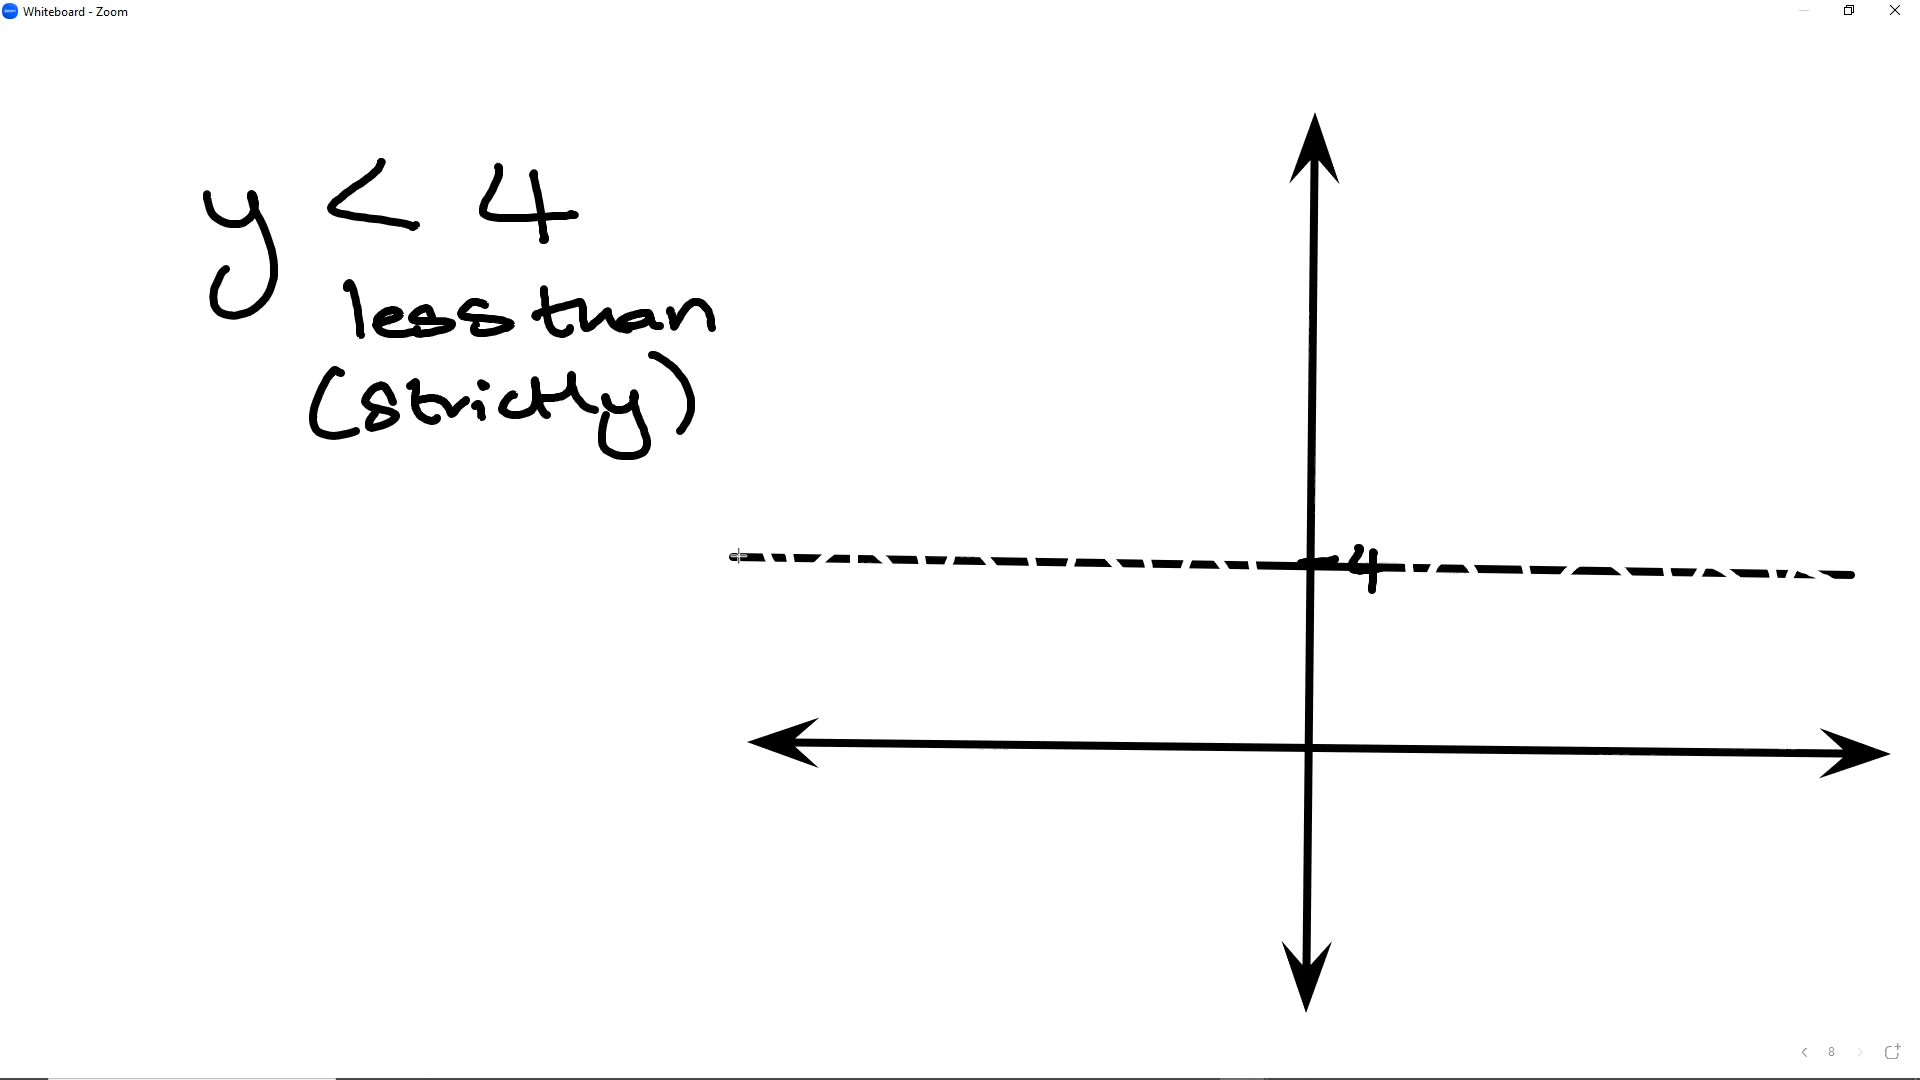 Whiteboard - Zoom
y < 4
less than
(strictly)
4
8